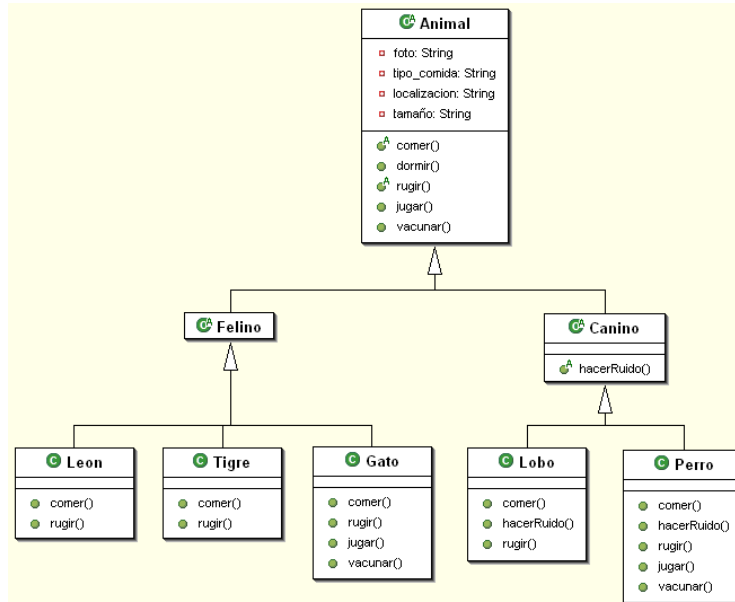 Animal
foto: String
tipo_comida: String
localizacion: String
tamaño: String
comer()
dormir()
rugir()
jugar()
vacunar()
Felino
Canino
hacerRuido()
Leon
comer()
rugir()
Tigre
comer()
rugir()
Gato
comer()
rugir()
jugar()
vacunar()
Lobo
comer()
hacerRuido()
rugir()
Perro
comer()
hacerRuido()
rugir()
jugar()
vacunar()